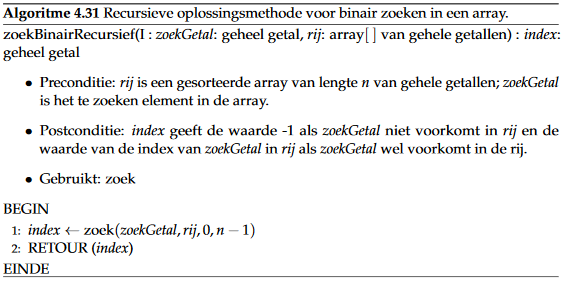 Algoritme 4.31 Recursieve oplossingsmethode voor binair zoeken in een array.
zoekBinairRecursief(I : zoekGetal: geheel getal, rij: array[ ] van gehele getallen) : index:
geheel getal
• Preconditie: rij is een gesorteerde array van lengte n van gehele getallen; zoekGetal
is het te zoeken element in de array.
• Postconditie: index geeft de waarde -1 als zoekGetal niet voorkomt in rij en de
waarde van de index van zoekGetal in rij als zoekGetal wel voorkomt in de rij.
• Gebruikt: zoek
BEGIN
1: index ← zoek(zoekGetal, rij, 0, n − 1)
2: RETOUR (index)
EINDE